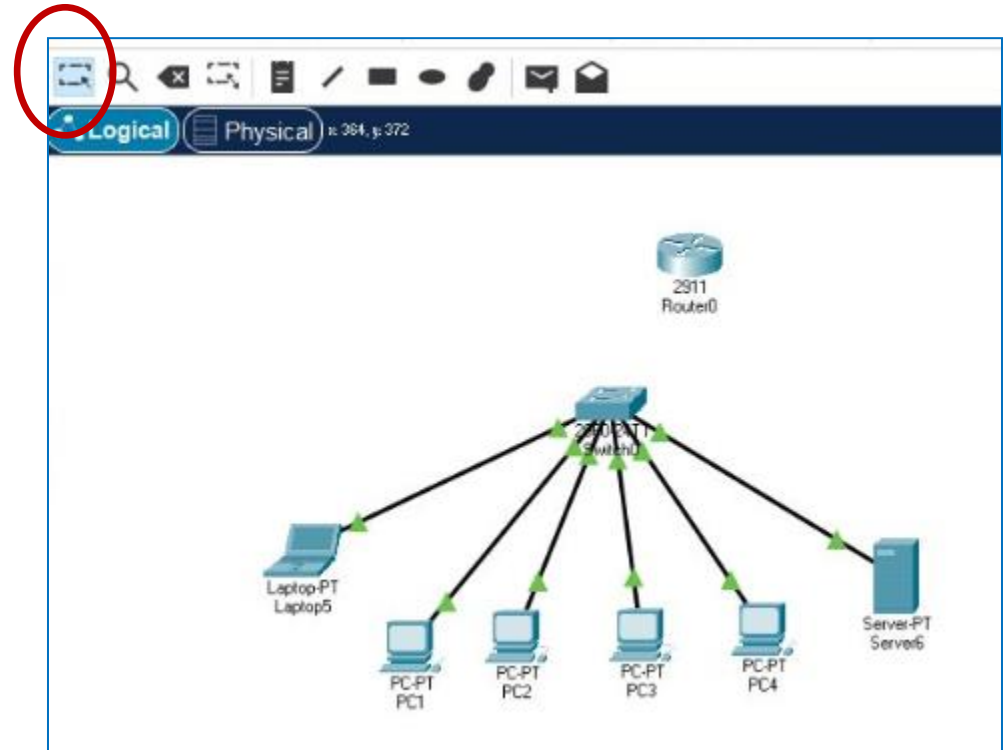 Logical Physical x: 364, y: 372
2911
Router0
Switch0
Laptop-PT
Laptop5
PC-PT
PC1
PC-PT
PC2
PC-PT
PC3
PC-PT
PC4
Server-PT
Server6